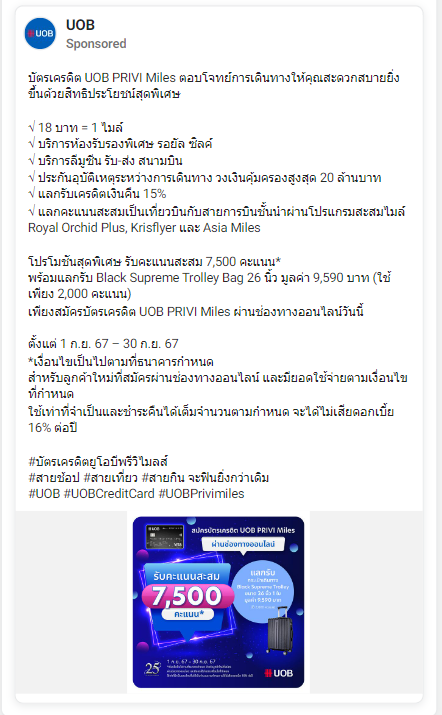 UOB
Sponsored
บัตรเครดิต UOB PRIVI Miles ตอบโจทย์การเดินทางให้คุณสะดวกสบายยิ่ง
ขึ้นด้วยสิทธิประโยชน์สุดพิเศษ
√ 18 บาท = 1 ไมล์
√ บริการห้องรับรองพิเศษ รอยัล ซิลค์
√ บริการลีมูซีน รับ-ส่ง สนามบิน
√ ประกันอุบัติเหตุระหว่างการเดินทาง วงเงินคุ้มครองสูงสุด 20 ล้านบาท
√ แลกรับเครดิตเงินคืน 15%
√ แลกคะแนนสะสมเป็นเที่ยวบินกับสายการบินชั้นนำผ่านโปรแกรมสะสมไมล์
Royal Orchid Plus, Krisflyer และ Asia Miles
โปรโมชั่นสุดพิเศษ รับคะแนนสะสม 7,500 คะแนน*
พร้อมแลกรับ Black Supreme Trolley Bag 26 นิ้ว มูลค่า 9,590 บาท (ใช้
เพียง 2,000 คะแนน)
เพียงสมัครบัตรเครดิต UOB PRIVI Miles ผ่านช่องทางออนไลน์วันนี้
ตั้งแต่ 1 ก.ย. 67 – 30 ก.ย. 67
*เงื่อนไขเป็นไปตามที่ธนาคารกำหนด
สำหรับลูกค้าใหม่ที่สมัครผ่านช่องทางออนไลน์ และมียอดใช้จ่ายตามเงื่อนไข
ที่กำหนด
ใช้เท่าที่จำเป็นและชำระคืนได้เต็มจำนวนตามกำหนด จะได้ไม่เสียดอกเบี้ย
16% ต่อปี
#บัตรเครดิตยูโอบีพรีวิไมลส์
#สายช้อป #สายเที่ยว #สายกิน จะฟินยิ่งกว่าเดิม
#UOB #UOBCreditCard #UOBPrivimiles
สมัครบัตรเครดิต UOB PRIVI Miles
ผ่านช่องทางออนไลน์
รับคะแนนสะสม
7,500
คะแนน*
แลกรับ
กระเป๋าเดินทาง
Black Supreme Trolley
ขนาด 26 นิ้ว 1 ใบ
มูลค่า 9,590 บาท
25
1 ก.ย. 67 - 30 ก.ย. 67
UOB